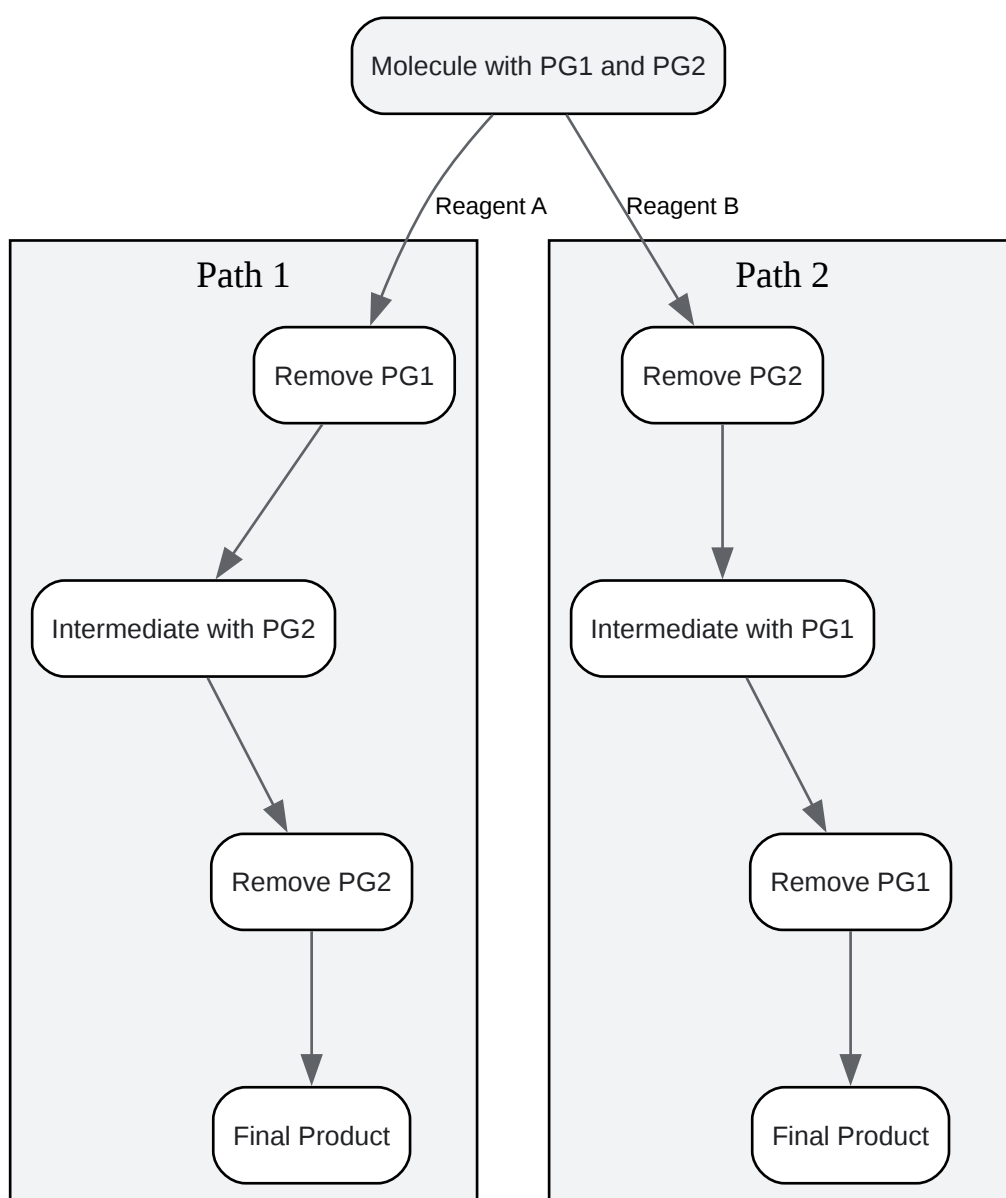 Molecule with PG1 and PG2
Reagent A
Reagent B
Path 1
Path 2
Remove PG1
Remove PG2
Intermediate with PG2
Intermediate with PG1
Remove PG2
Remove PG1
Final Product
Final Product